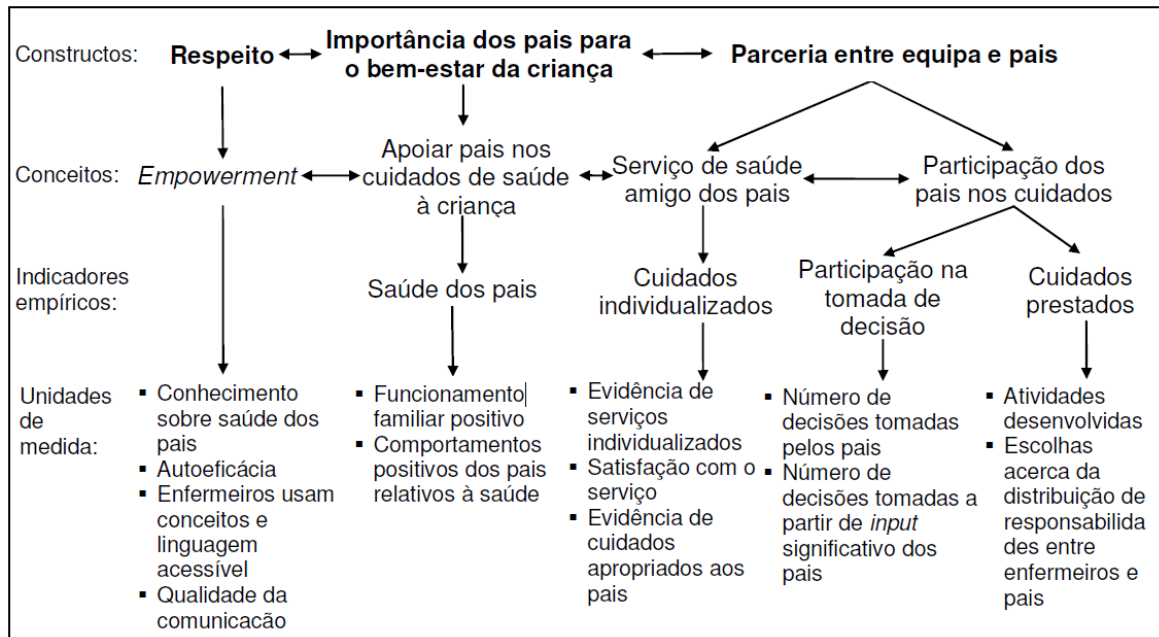 Constructos:
Respeito
Importância dos pais para
o bem-estar da criança
Parceria entre equipa e pais
Conceitos:
Empowerment
Apoiar pais nos
cuidados de saúde
à criança
Serviço de saúde
amigo dos pais
Participação dos
pais nos cuidados
Indicadores
empíricos:
Saúde dos pais
Cuidados
individualizados
Participação na
tomada de
decisão
Cuidados
prestados
Unidades
de
medida:
▪ Conhecimento
sobre saúde dos
pais
▪ Autoeficácia
▪ Enfermeiros usam
conceitos e
linguagem
acessível
▪ Qualidade da
comunicação
▪ Funcionamento
familiar positivo
▪ Comportamentos
positivos dos pais
relativos à saúde
▪ Evidência de
serviços
individualizados
▪ Satisfação com o
serviço
▪ Evidência de
cuidados
apropriados aos
pais
▪ Número de
decisões tomadas
pelos pais
▪ Número de
decisões tomadas a
partir de input
significativo dos
pais
▪ Atividades
desenvolvidas
▪ Escolhas
acerca da
distribuição de
responsabilida
des entre
enfermeiros e
pais